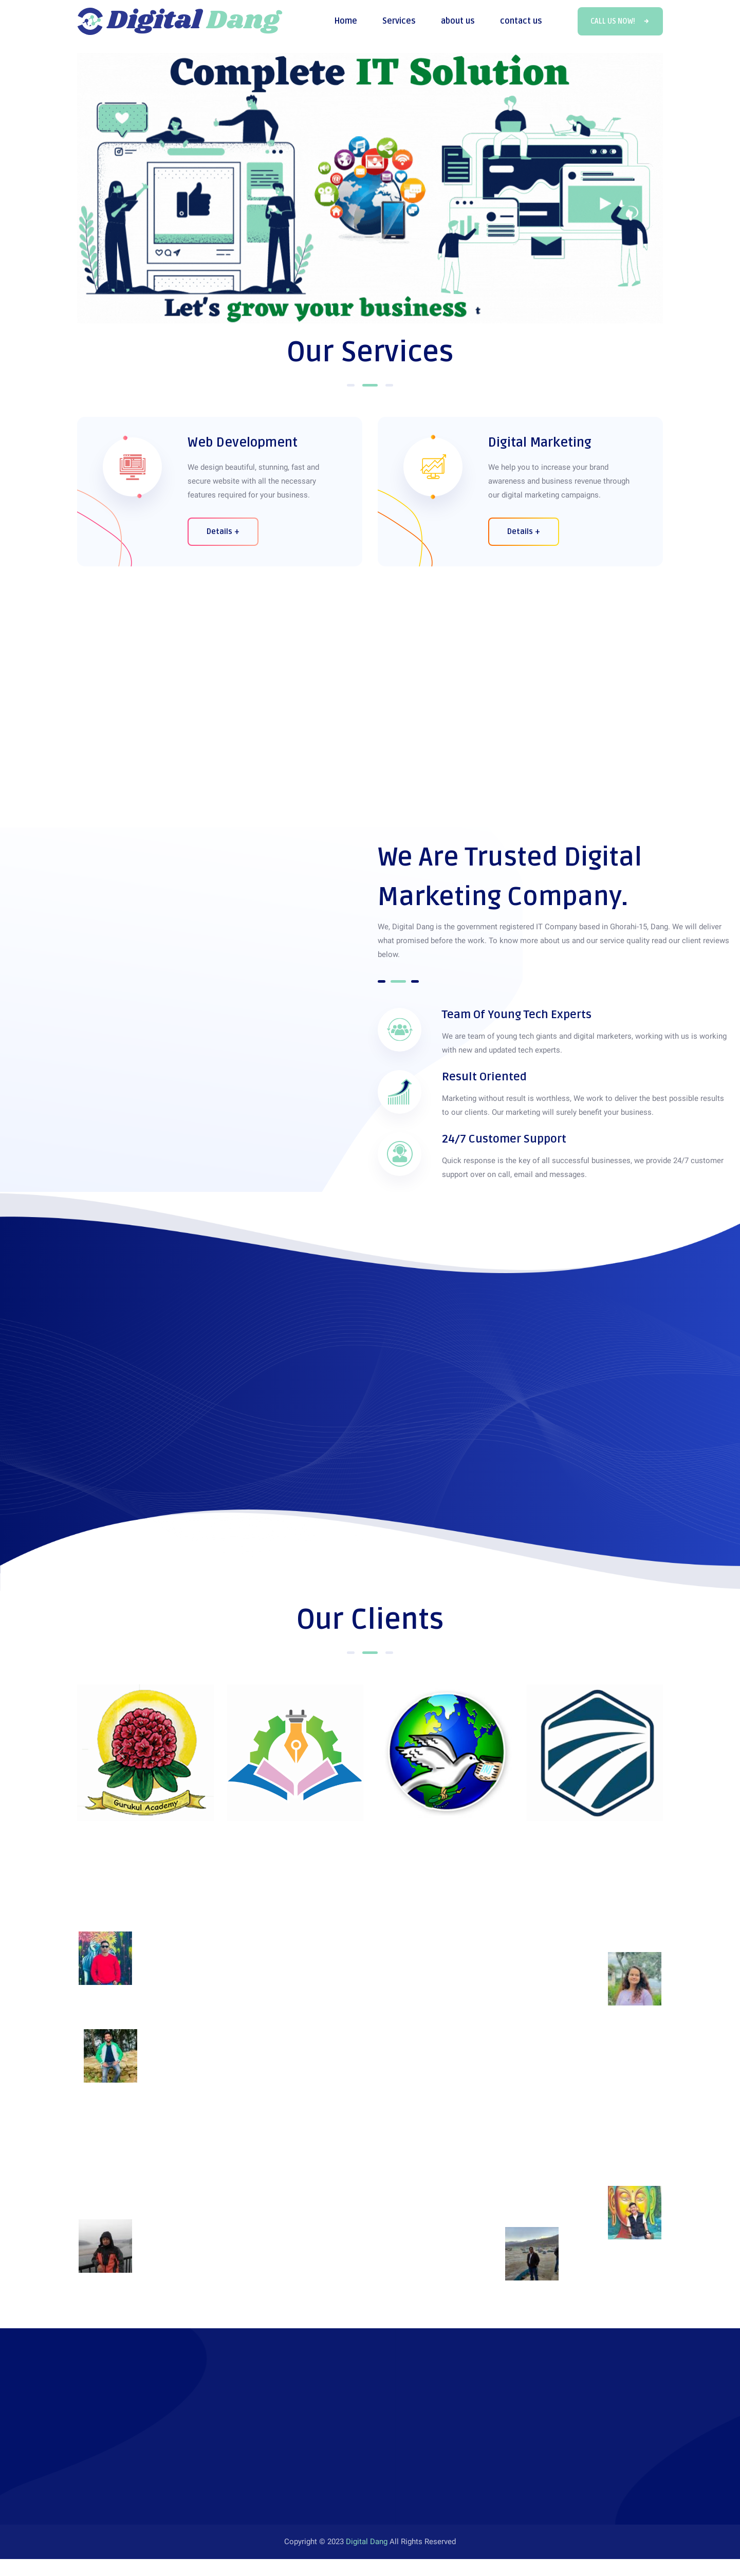 Digital Dang
Home Services about us contact us CALL US NOW!
Complete IT Solution
Let's grow your business t
Our Services
Web Development
We design beautiful, stunning, fast and
secure website with all the necessary
features required for your business.
Details +
Digital Marketing
We help you to increase your brand
awareness and business revenue through
our digital marketing campaigns.
Details +
We Are Trusted Digital
Marketing Company.
We, Digital Dang is the government registered IT Company based in Ghorahi-15, Dang. We will deliver
what promised before the work. To know more about us and our service quality read our client reviews
below.
Team Of Young Tech Experts
We are team of young tech giants and digital marketers, working with us is working
with new and updated tech experts.
Result Oriented
Marketing without result is worthless, We work to deliver the best possible results
to our clients. Our marketing will surely benefit your business.
24/7 Customer Support
Quick response is the key of all successful businesses, we provide 24/7 customer
support over on call, email and messages.
Our Clients
Gurukul Academy
Copyright © 2023 Digital Dang All Rights Reserved